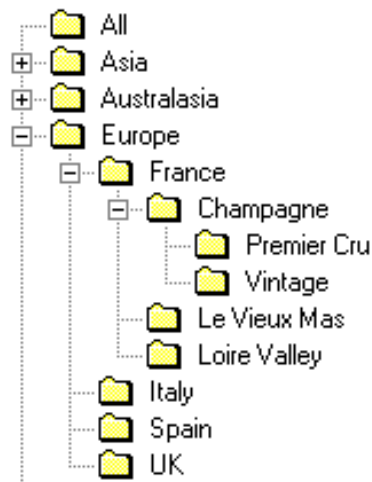 All
Asia
Australasia
Europe
France
Champagne
Premier Cru
Vintage
Le Vieux Mas
Loire Valley
Italy
Spain
UK